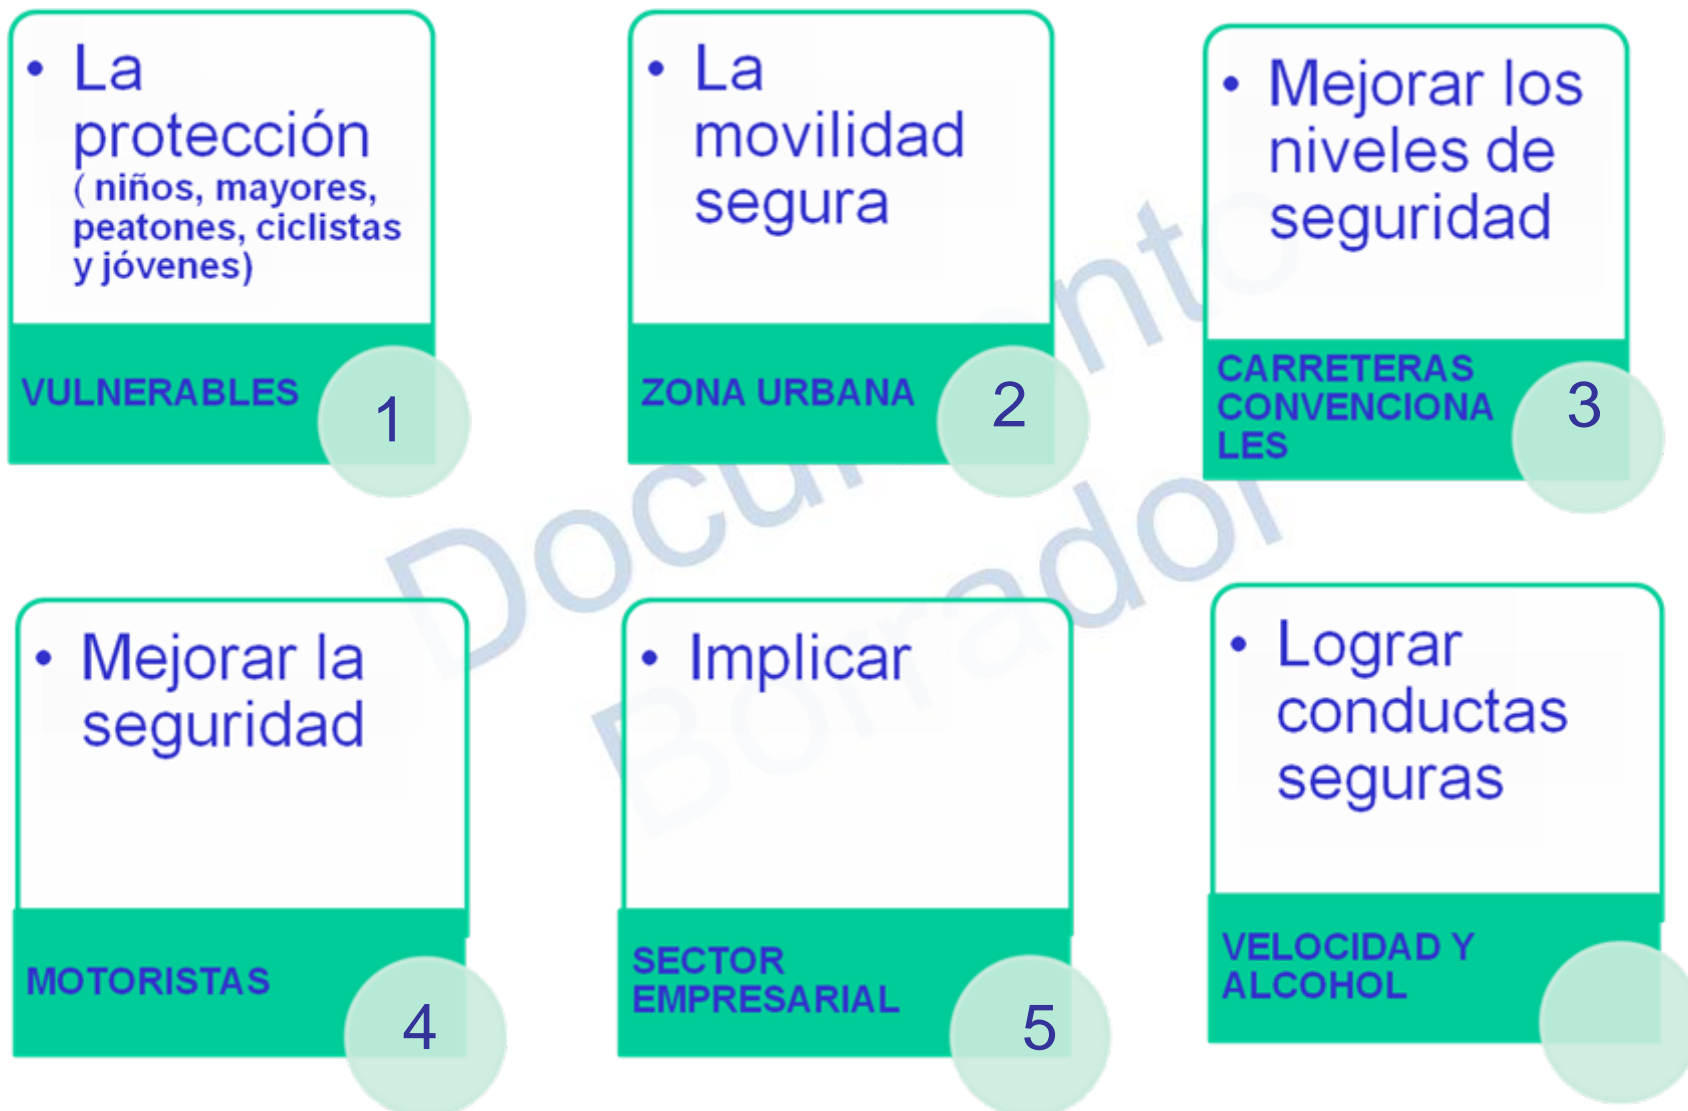 • La
protección
( niños, mayores,
peatones, ciclistas
y jóvenes)
VULNERABLES
1
• La
movilidad
segura
ZONA URBANA
2
• Mejorar los
niveles de
seguridad
CARRETERAS
CONVENCIONA
LES
3
• Mejorar la
seguridad
MOTORISTAS
4
• Implicar
SECTOR
EMPRESARIAL
5
• Lograr
conductas
seguras
VELOCIDAD Y
ALCOHOL
Documento
Borrador